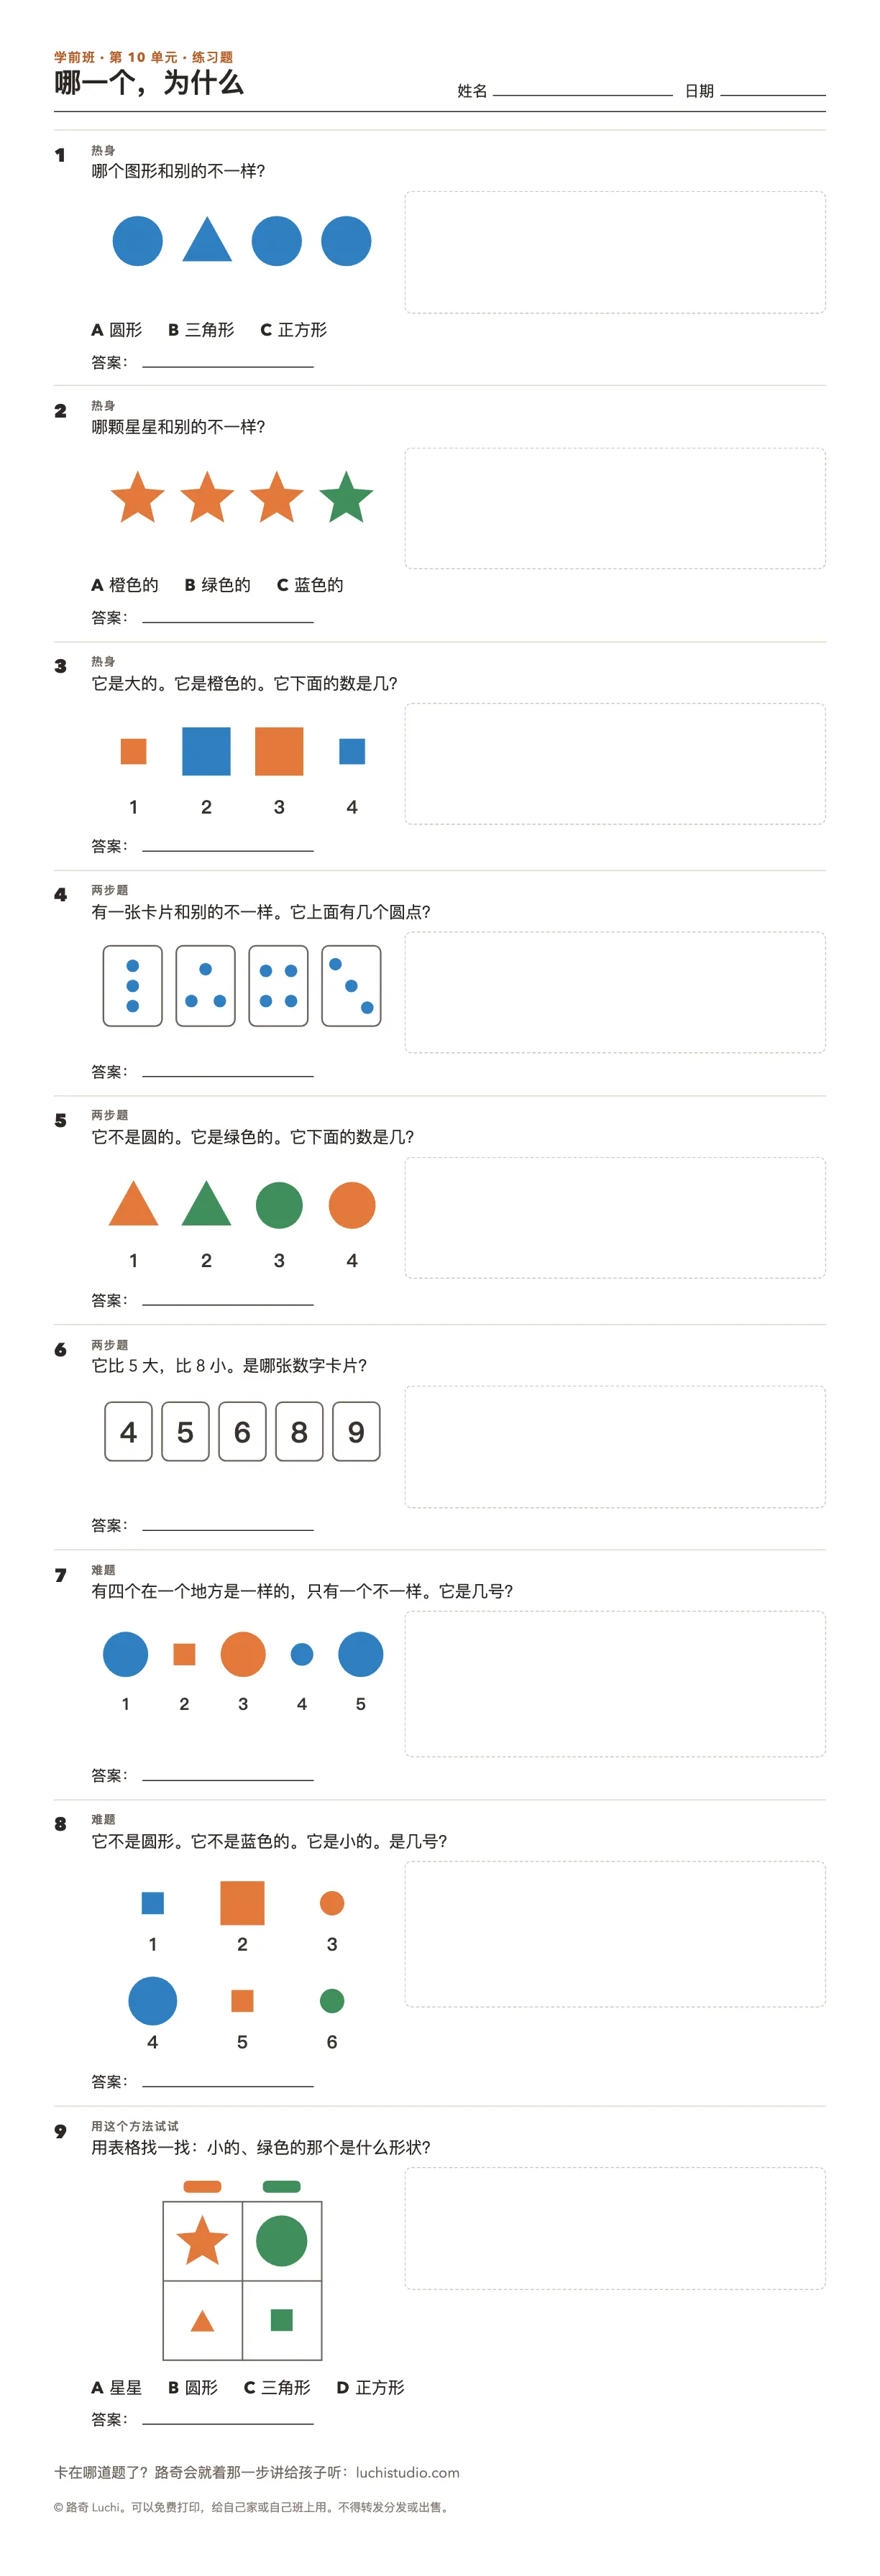 学前班 · 第 10 单元 · 练习题
哪一个，为什么
姓名
日期
1
热身
哪个图形和别的不一样？
A 圆形 B 三角形 C 正方形
答案：
2
热身
哪颗星星和别的不一样？
A 橙色的 B 绿色的 C 蓝色的
答案：
3
热身
它是大的。它是橙色的。它下面的数是几？
1 2 3 4
答案：
4
两步题
有一张卡片和别的不一样。它上面有几个圆点？
答案：
5
两步题
它不是圆的。它是绿色的。它下面的数是几？
1 2 3 4
答案：
6
两步题
它比 5 大，比 8 小。是哪张数字卡片？
4 5 6 8 9
答案：
7
难题
有四个在一个地方是一样的，只有一个不一样。它是几号？
1 2 3 4 5
答案：
8
难题
它不是圆形。它不是蓝色的。它是小的。是几号？
1 2 3
4 5 6
答案：
9
用这个方法试试
用表格找一找：小的、绿色的那个是什么形状？
A 星星 B 圆形 C 三角形 D 正方形
答案：
卡在哪道题了？路奇会就着那一步讲给孩子听：luchistudio.com
© 路奇 Luchi。可以免费打印，给自己家或自己班上用。不得转发分发或出售。